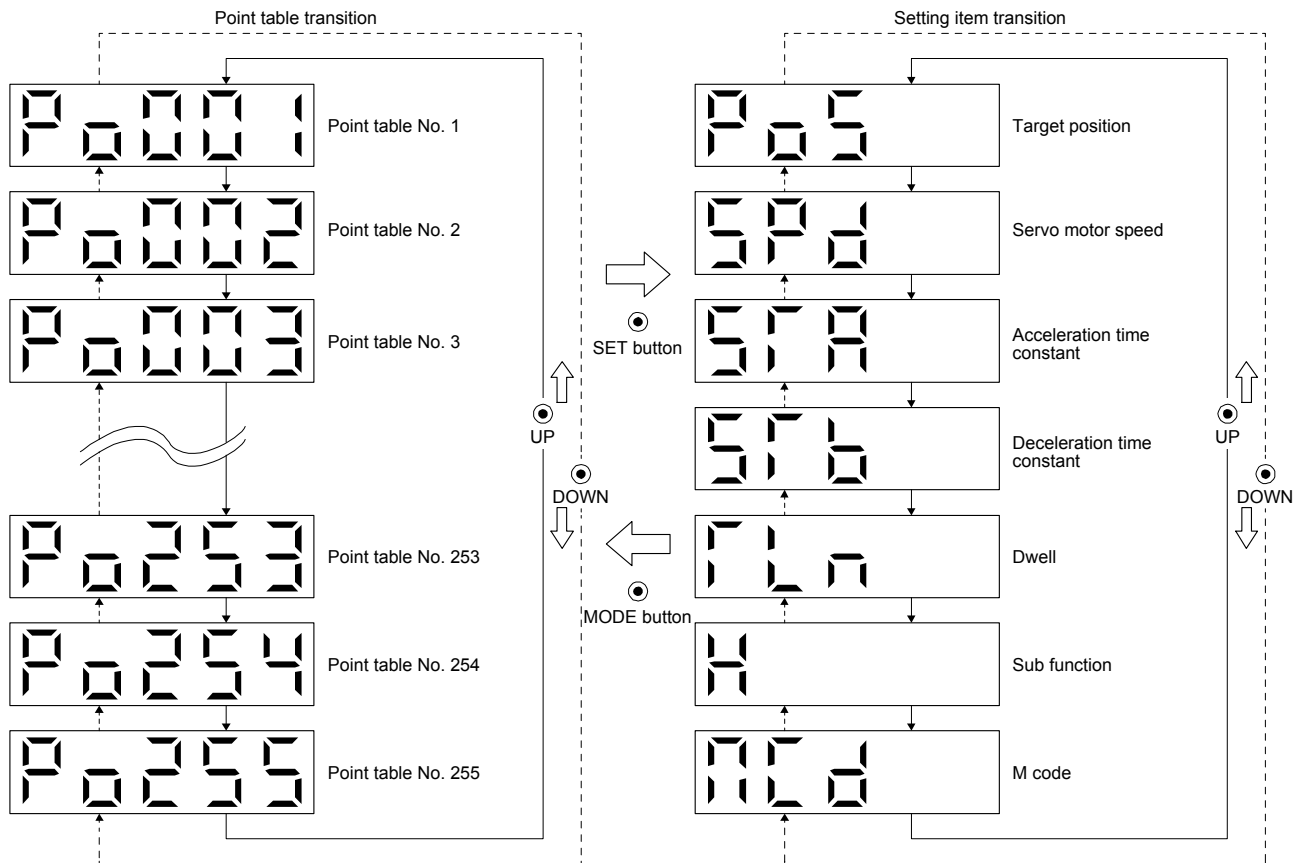 Point table transition
Po001
Point table No. 1
Po002
Point table No. 2
Po003
Point table No. 3
Po253
Point table No. 253
Po254
Point table No. 254
Po255
Point table No. 255
UP
DOWN
SET button
MODE button
Setting item transition
PoS
Target position
SPd
Servo motor speed
STA
Acceleration time
constant
STb
Deceleration time
constant
TLn
Dwell
H
Sub function
MCd
M code
UP
DOWN